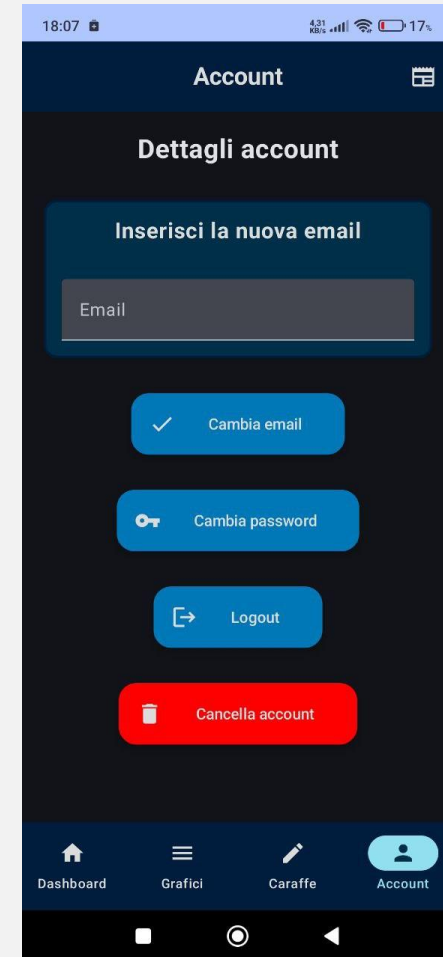 18:07
4,31
KB/s
17%
Account
Dettagli account
Inserisci la nuova email
Email
Cambia email
Cambia password
Logout
Cancella account
Dashboard Grafici Caraffe Account